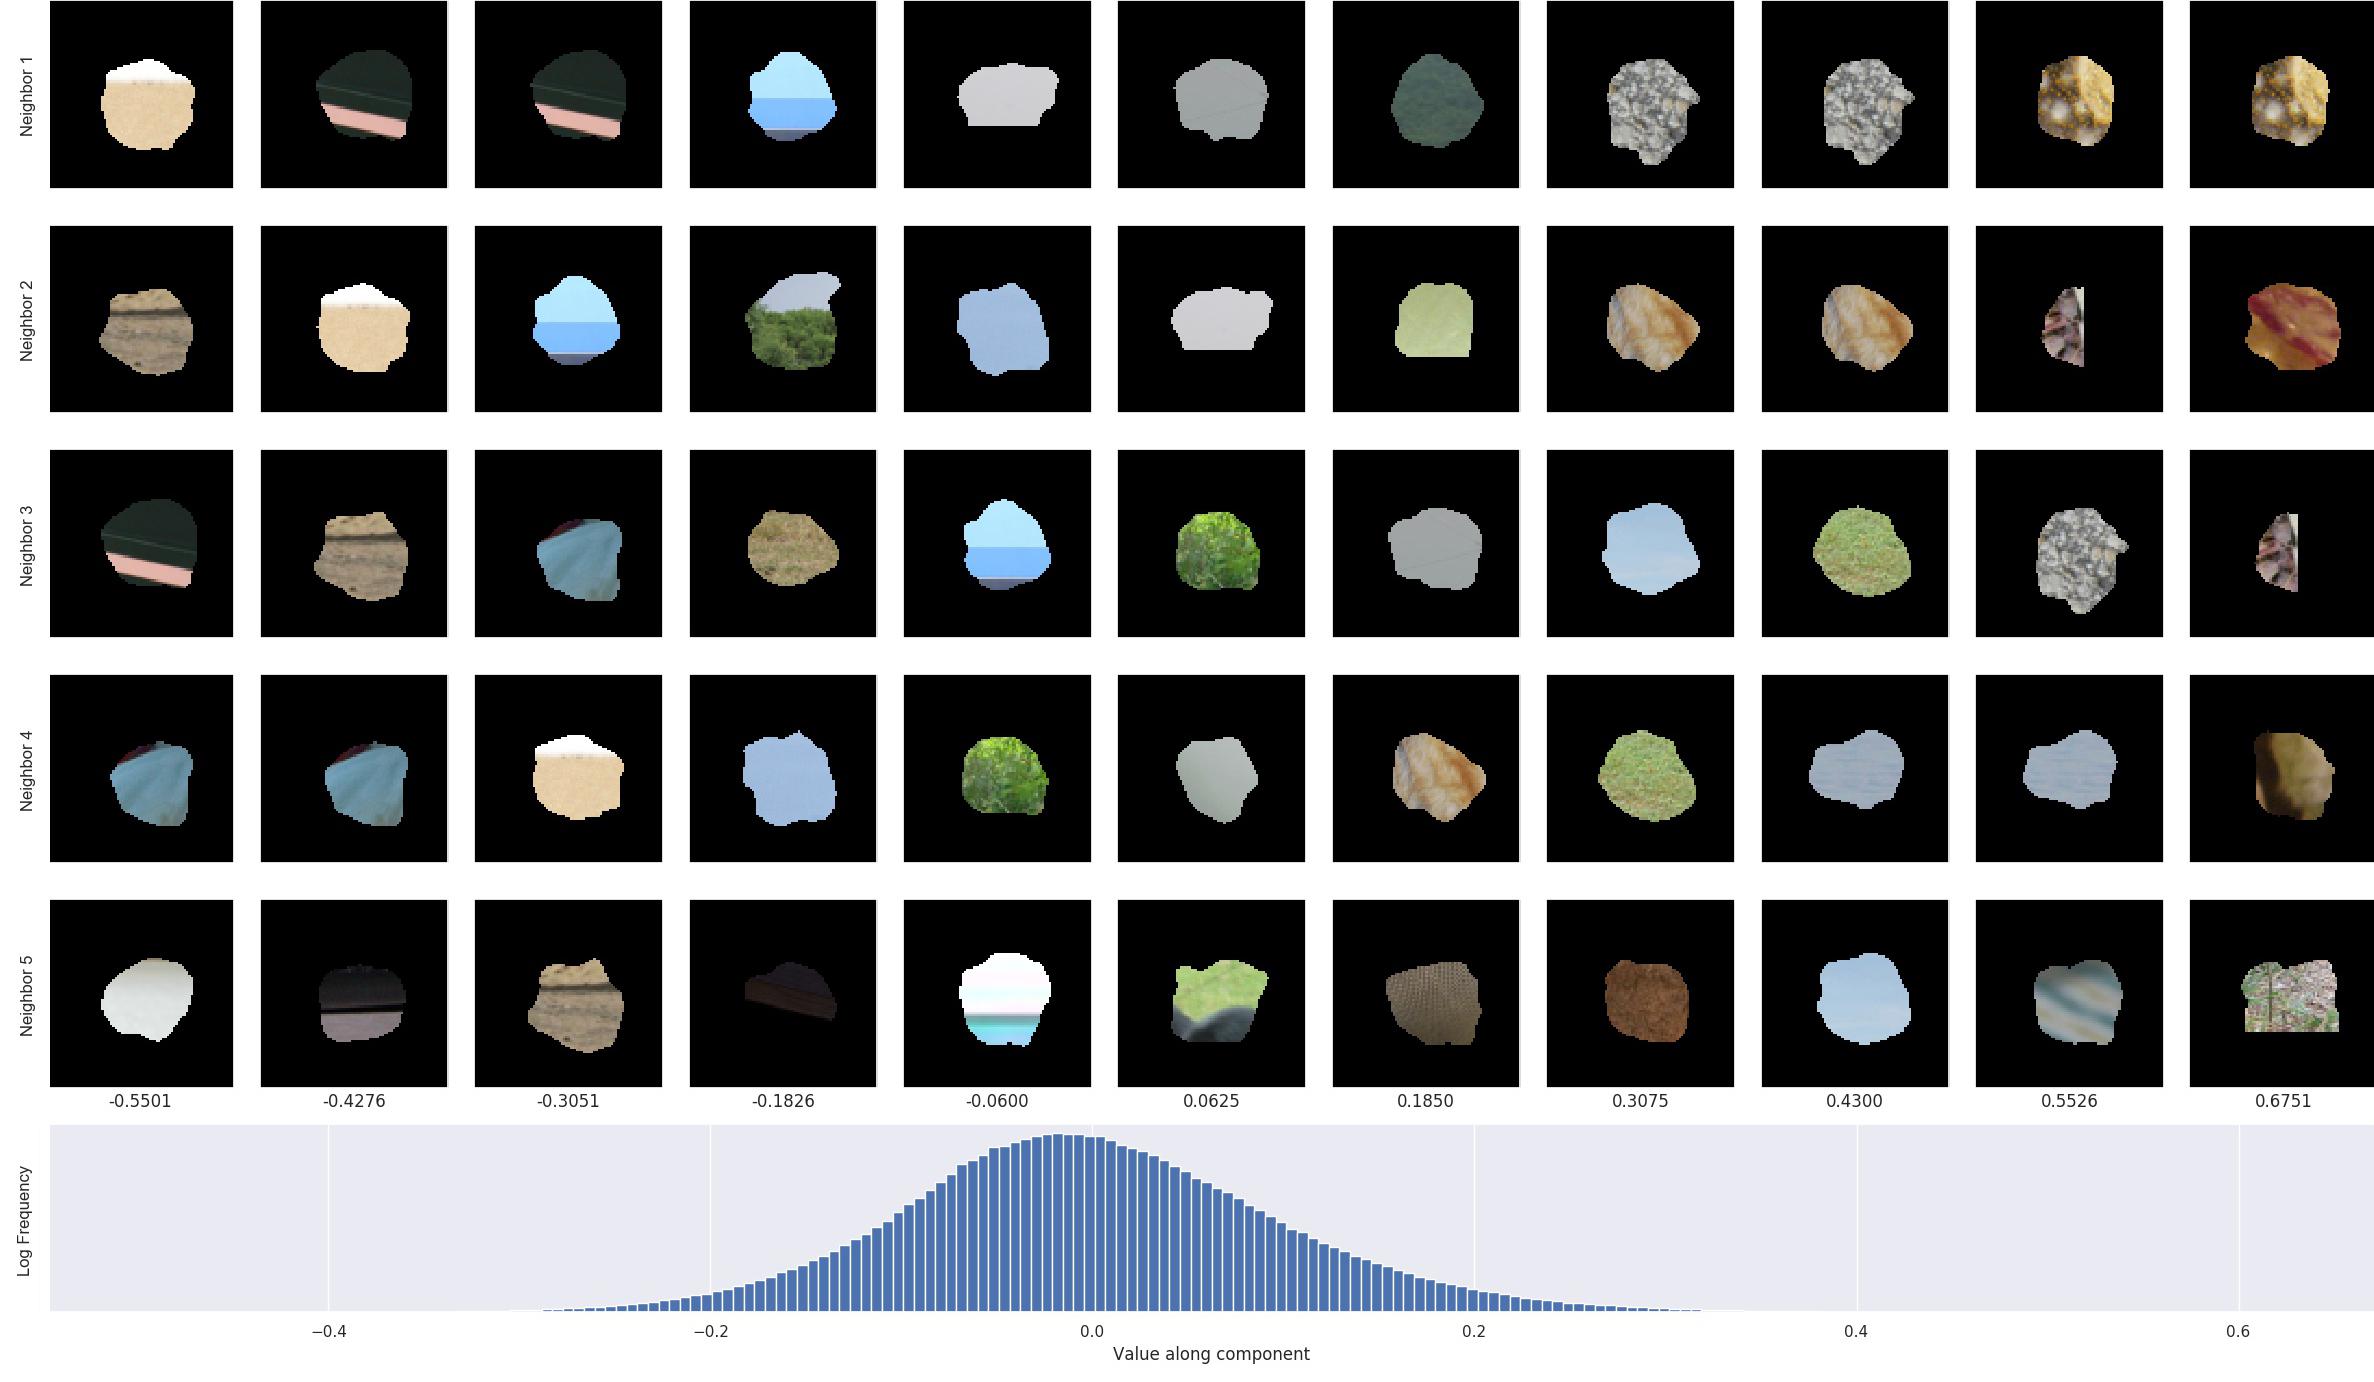 Neighbor 1
Neighbor 2
Neighbor 3
Neighbor 4
Neighbor 5
-0.5501 -0.4276 -0.3051 -0.1826 -0.0600 0.0625 0.1850 0.3075 0.4300 0.5526 0.6751
Log Frequency
−0.4 −0.2 0.0 0.2 0.4 0.6
Value along component